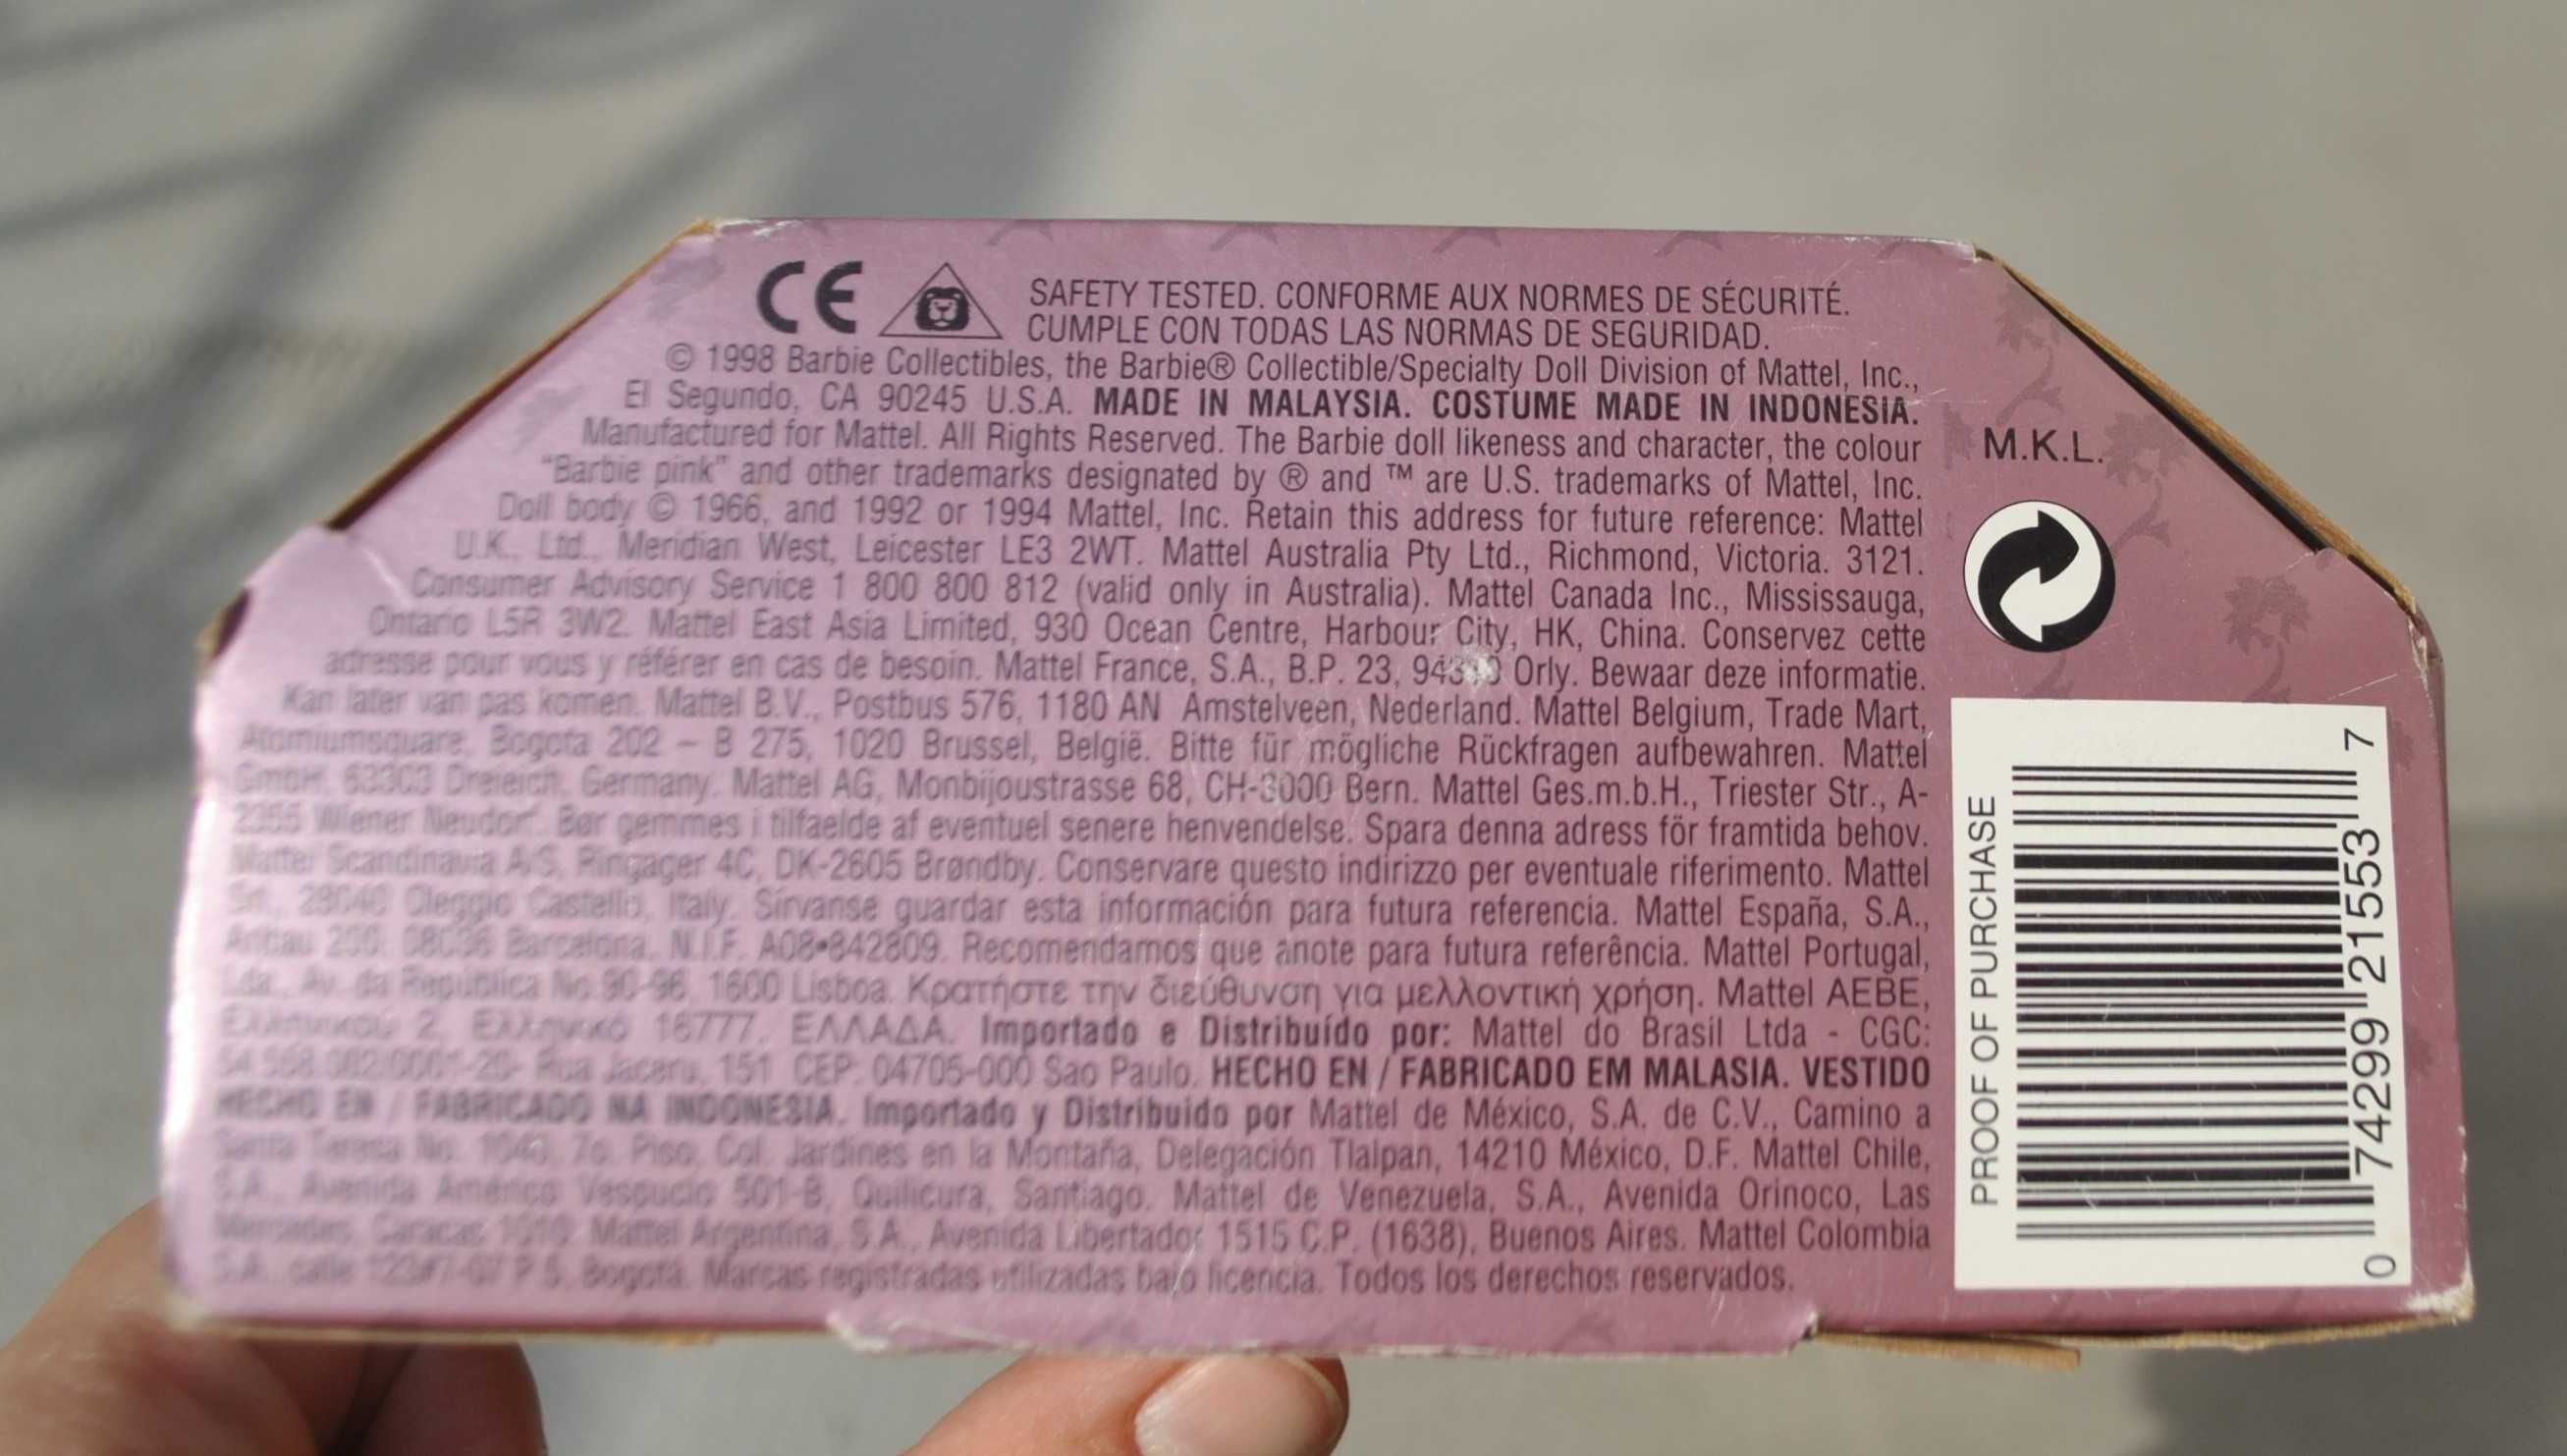 CE SAFETY TESTED. CONFORME AUX NORMES DE SÉCURITÉ.
CUMPLE CON TODAS LAS NORMAS DE SEGURIDAD.
© 1998 Barbie Collectibles, the Barbie® Collectible/Specialty Doll Division of Mattel, Inc.,
El Segundo, CA 90245 U.S.A. MADE IN MALAYSIA. COSTUME MADE IN INDONESIA.
Manufactured for Mattel. All Rights Reserved. The Barbie doll likeness and character, the colour
"Barbie pink" and other trademarks designated by ® and ™ are U.S. trademarks of Mattel, Inc.
Doll body © 1966, and 1992 or 1994 Mattel, Inc. Retain this address for future reference: Mattel
U.K., Ltd., Meridian West, Leicester LE3 2WT. Mattel Australia Pty Ltd., Richmond, Victoria. 3121.
Consumer Advisory Service 1 800 800 812 (valid only in Australia). Mattel Canada Inc., Mississauga,
Ontario L5R 3W2. Mattel East Asia Limited, 930 Ocean Centre, Harbour City, HK, China. Conservez cette
adresse pour vous y référer en cas de besoin. Mattel France, S.A., B.P. 23, Orly. Bewaar deze informatie.
Kan later van pas komen. Mattel B.V., Postbus 576, 1180 AN Amstelveen, Nederland. Mattel Belgium, Trade Mart,
Atomiumsquare, Bogota 202 – B 275, 1020 Brussel, België. Bitte für mögliche Rückfragen aufbewahren. Mattel
GmbH, 63303 Dreieich, Germany. Mattel AG, Monbijoustrasse 68, CH-3000 Bern. Mattel Ges.m.b.H., Triester Str., A-
2355 Wiener Neudorf. Bør gemmes i tilfaelde af eventuel senere henvendelse. Spara denna adress för framtida behov.
Mattel Scandinavia A/S, Ringager 4C, DK-2605 Brøndby. Conservare questo indirizzo per eventuale riferimento. Mattel
Srl., 28040 Oleggio Castello, Italy. Sírvanse guardar esta información para futura referencia. Mattel España, S.A.,
200. 08036 Barcelona. N.I.F. A08•842809. Recomendamos que anote para futura referência. Mattel Portugal,
Lda., Av. da República No 90-96, 1600 Lisboa. Κρατήστε την διεύθυνση για μελλοντική χρήση. Mattel AEBE,
2, Ελληνικό 16777, ΕΛΛΑΔΑ. Importado e Distribuído por: Mattel do Brasil Ltda - CGC:
Rua Jaceru, 151 CEP: 04705-000 Sao Paulo. HECHO EN / FABRICADO EM MALASIA. VESTIDO
HECHO EN / FABRICADO NA INDONESIA. Importado y Distribuido por Mattel de México, S.A. de C.V., Camino a
Santa Teresa No. 1040, 7o. Piso, Col. Jardines en la Montaña, Delegación Tlalpan, 14210 México, D.F. Mattel Chile,
S.A., Avenida Américo Vespucio 501-B, Quilicura, Santiago. Mattel de Venezuela, S.A., Avenida Orinoco, Las
Mercedes, Caracas Mattel Argentina, S.A., Avenida Libertador 1515 C.P. (1638), Buenos Aires. Mattel Colombia
S.A., calle P.5, Bogotá. Marcas registradas utilizadas bajo licencia. Todos los derechos reservados.
M.K.L.
PROOF OF PURCHASE
0 74299 21553 7